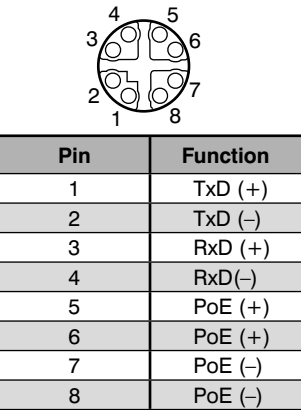 4 5
3 6
2 7
1 8
Pin Function
1 TxD (+)
2 TxD (–)
3 RxD (+)
4 RxD(–)
5 PoE (+)
6 PoE (+)
7 PoE (–)
8 PoE (–)